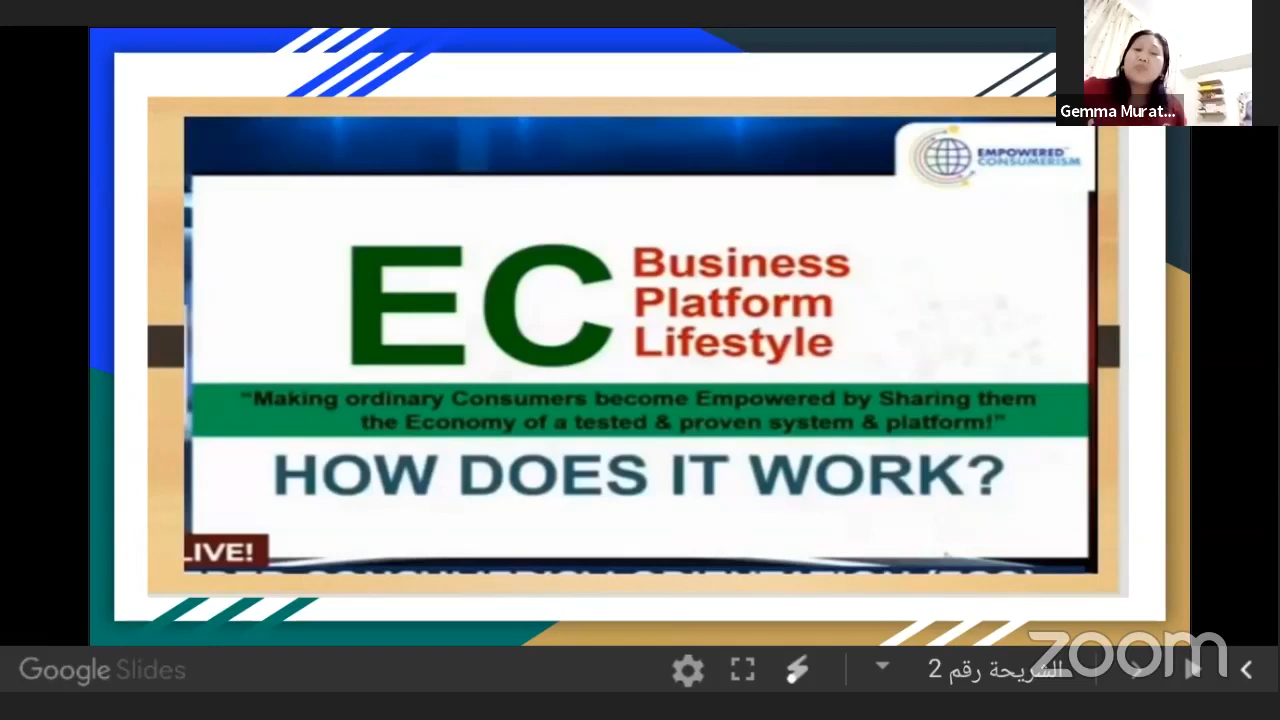 Gemma Murat...
EMPOWERED™
CONSUMERISM
EC
Business
Platform
Lifestyle
"Making ordinary Consumers become Empowered by Sharing them
the Economy of a tested & proven system & platform!"
HOW DOES IT WORK?
LIVE!
Google Slides
الشريحة رقم 2
zoom